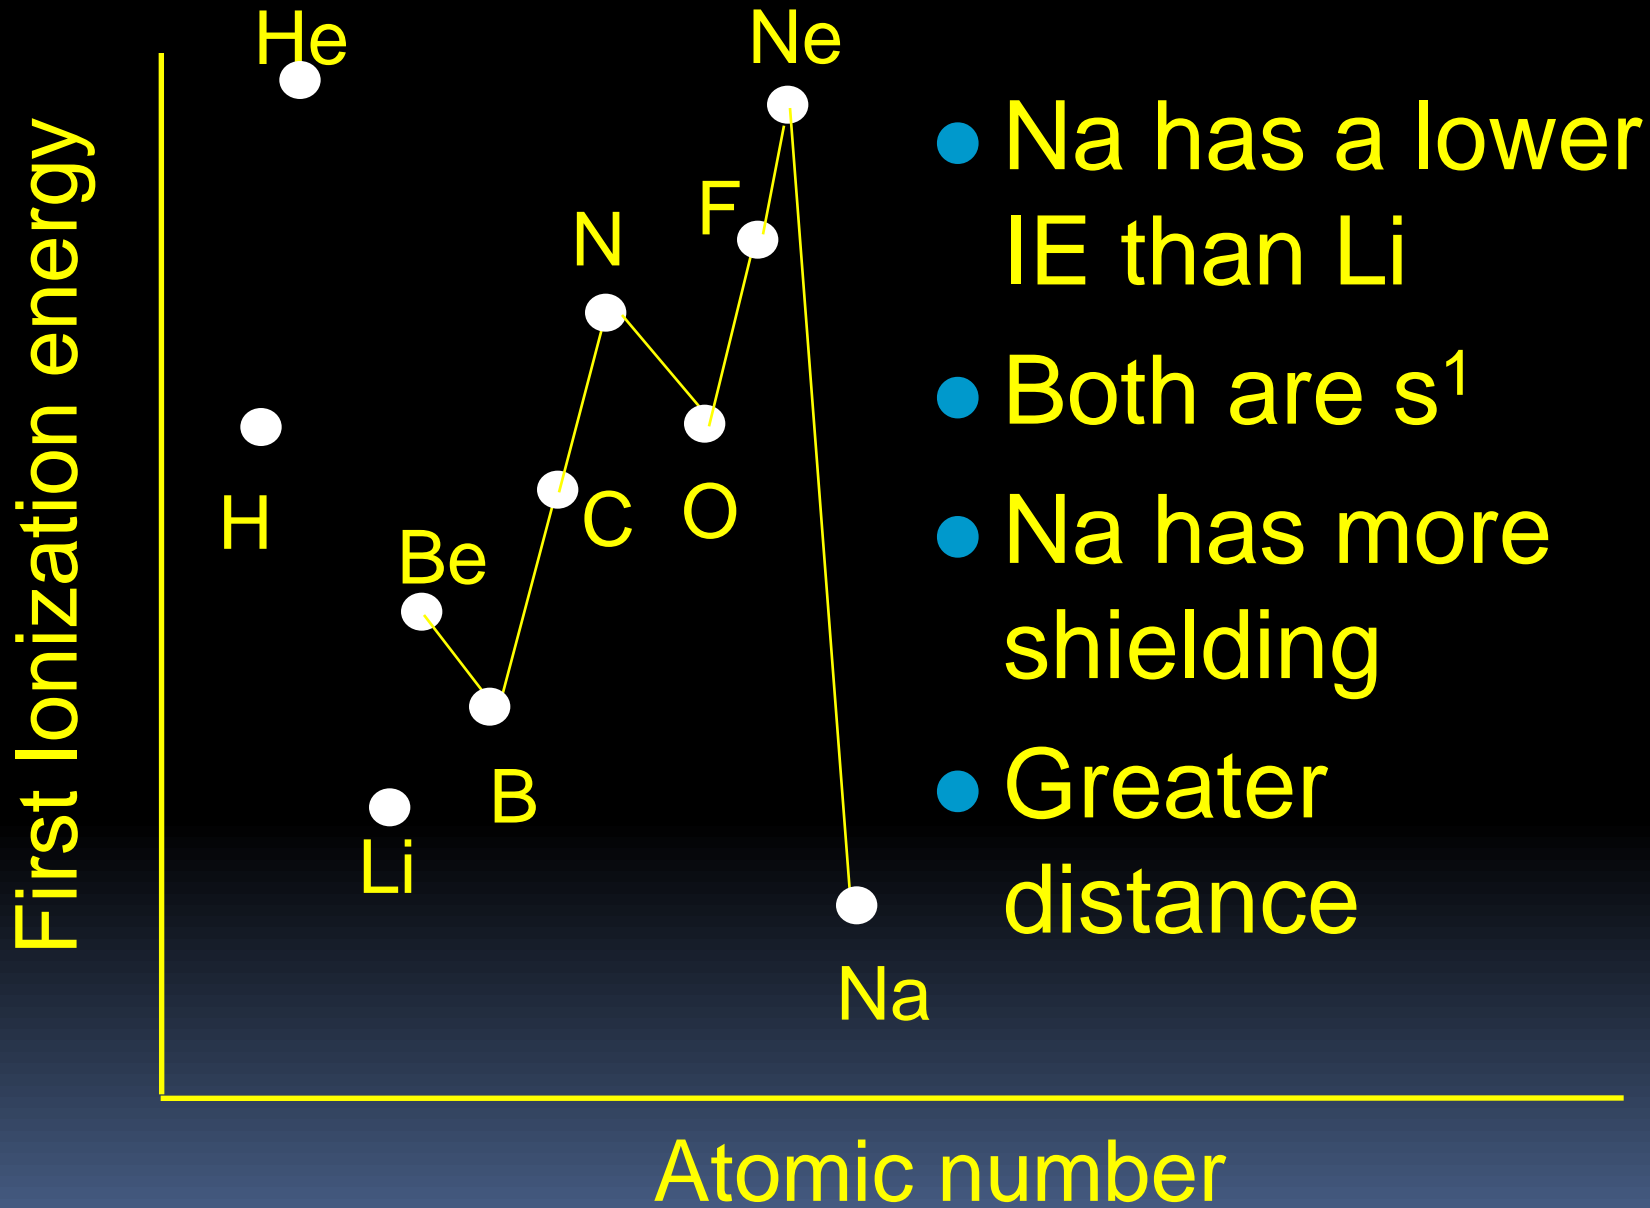 He
Ne
F
N
H
Be
C
O
B
Li
Na
First Ionization energy
Atomic number
Na has a lower
IE than Li
Both are s¹
Na has more
shielding
Greater
distance